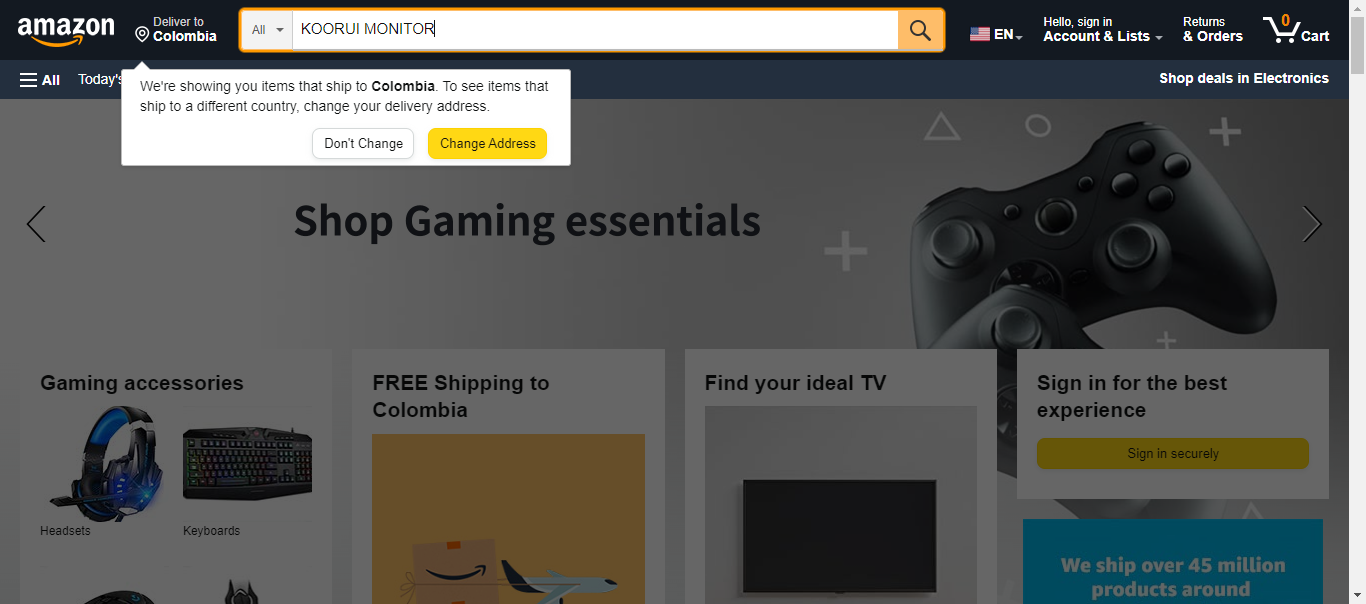 amazon
Deliver to
Colombia
All
KOORUI MONITOR
EN
Hello, sign in
Account & Lists
Returns
& Orders
0
Cart
All
Today's
Shop deals in Electronics
We're showing you items that ship to Colombia. To see items that
ship to a different country, change your delivery address.
Don't Change
Change Address
Shop Gaming essentials
Gaming accessories
Headsets
Keyboards
FREE Shipping to
Colombia
Find your ideal TV
Sign in for the best
experience
Sign in securely
We ship over 45 million
products around